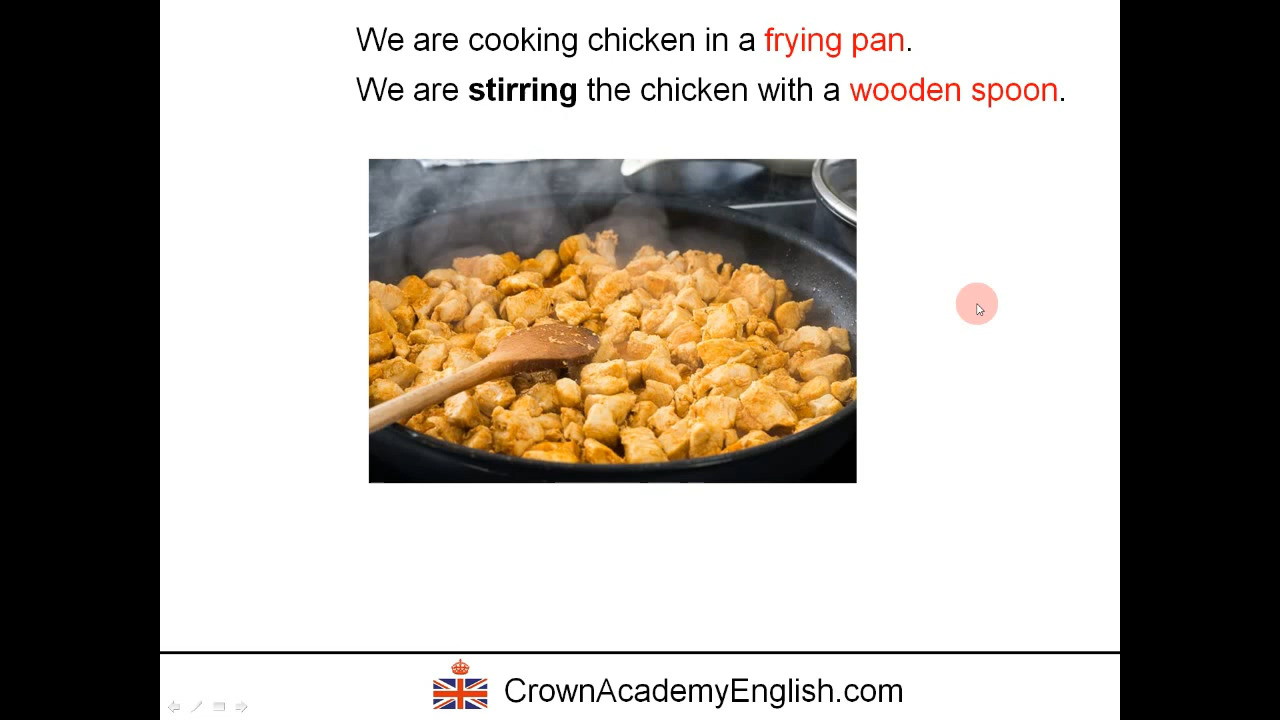 We are cooking chicken in a frying pan.
We are stirring the chicken with a wooden spoon.
CrownAcademyEnglish.com